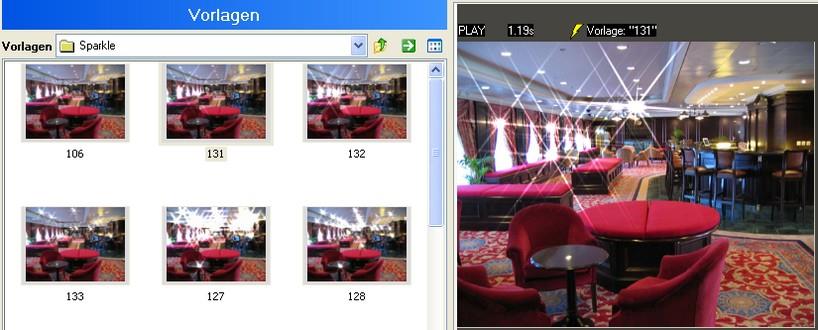 Vorlagen
Vorlagen Sparkle
106 131 132
133 127 128
PLAY 1.19s Vorlage: "131"